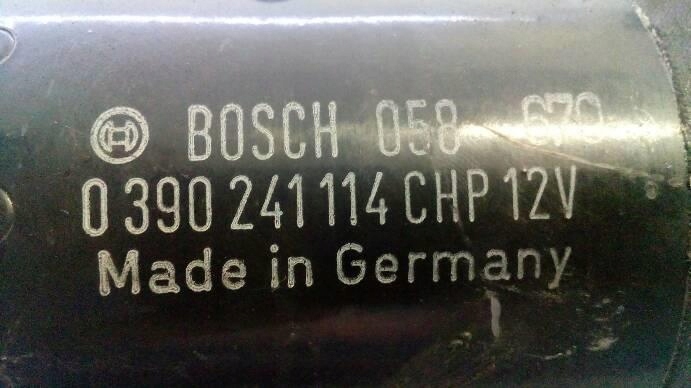 BOSCH 058 670
0 390 241 114 CHP 12V
Made in Germany